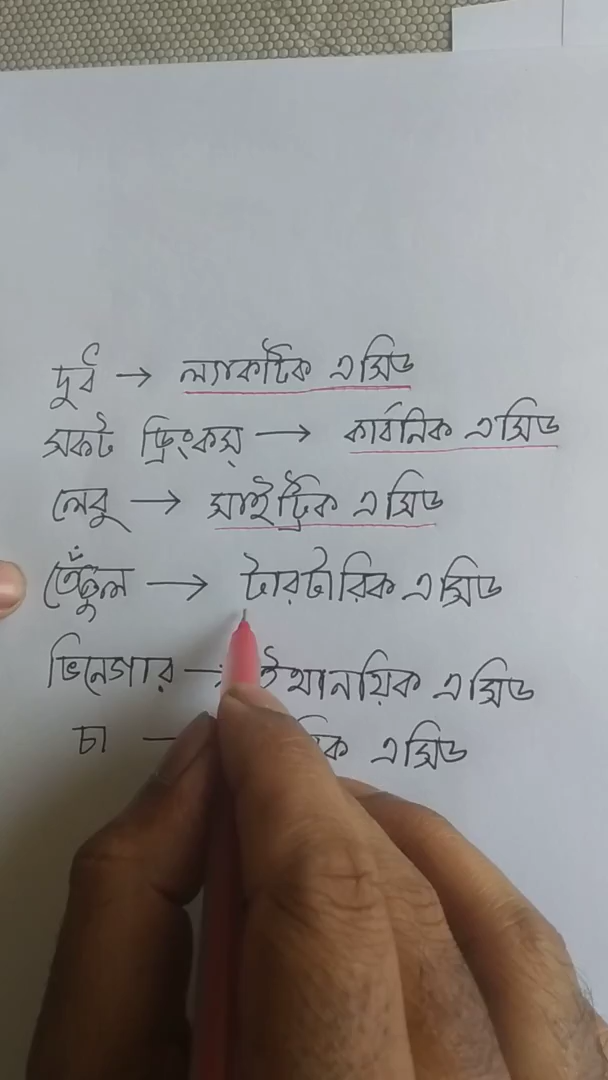 দুধ → ল্যাকটিক এসিড
সফট ড্রিংকস্ → কার্বনিক এসিড
লেবু → সাইট্রিক এসিড
তেঁতুল → টারটারিক এসিড
ভিনেগার → ইথানয়িক এসিড
চা — এসিড